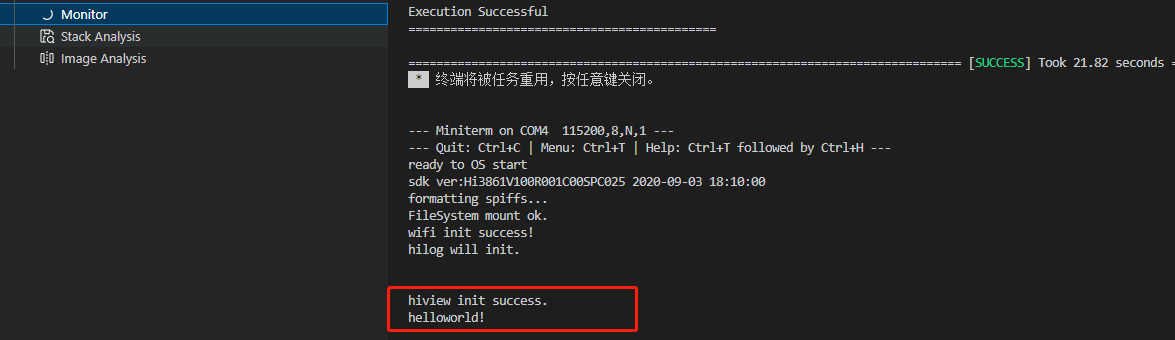 Monitor
Stack Analysis
Image Analysis
Execution Successful
============================================
=============================================================================== [SUCCESS] Took 21.82 seconds =
* 终端将被任务重用，按任意键关闭。
--- Miniterm on COM4  115200,8,N,1 ---
--- Quit: Ctrl+C | Menu: Ctrl+T | Help: Ctrl+T followed by Ctrl+H ---
ready to OS start
sdk ver:Hi3861V100R001C00SPC025 2020-09-03 18:10:00
formatting spiffs...
FileSystem mount ok.
wifi init success!
hilog will init.
hiview init success.
helloworld!